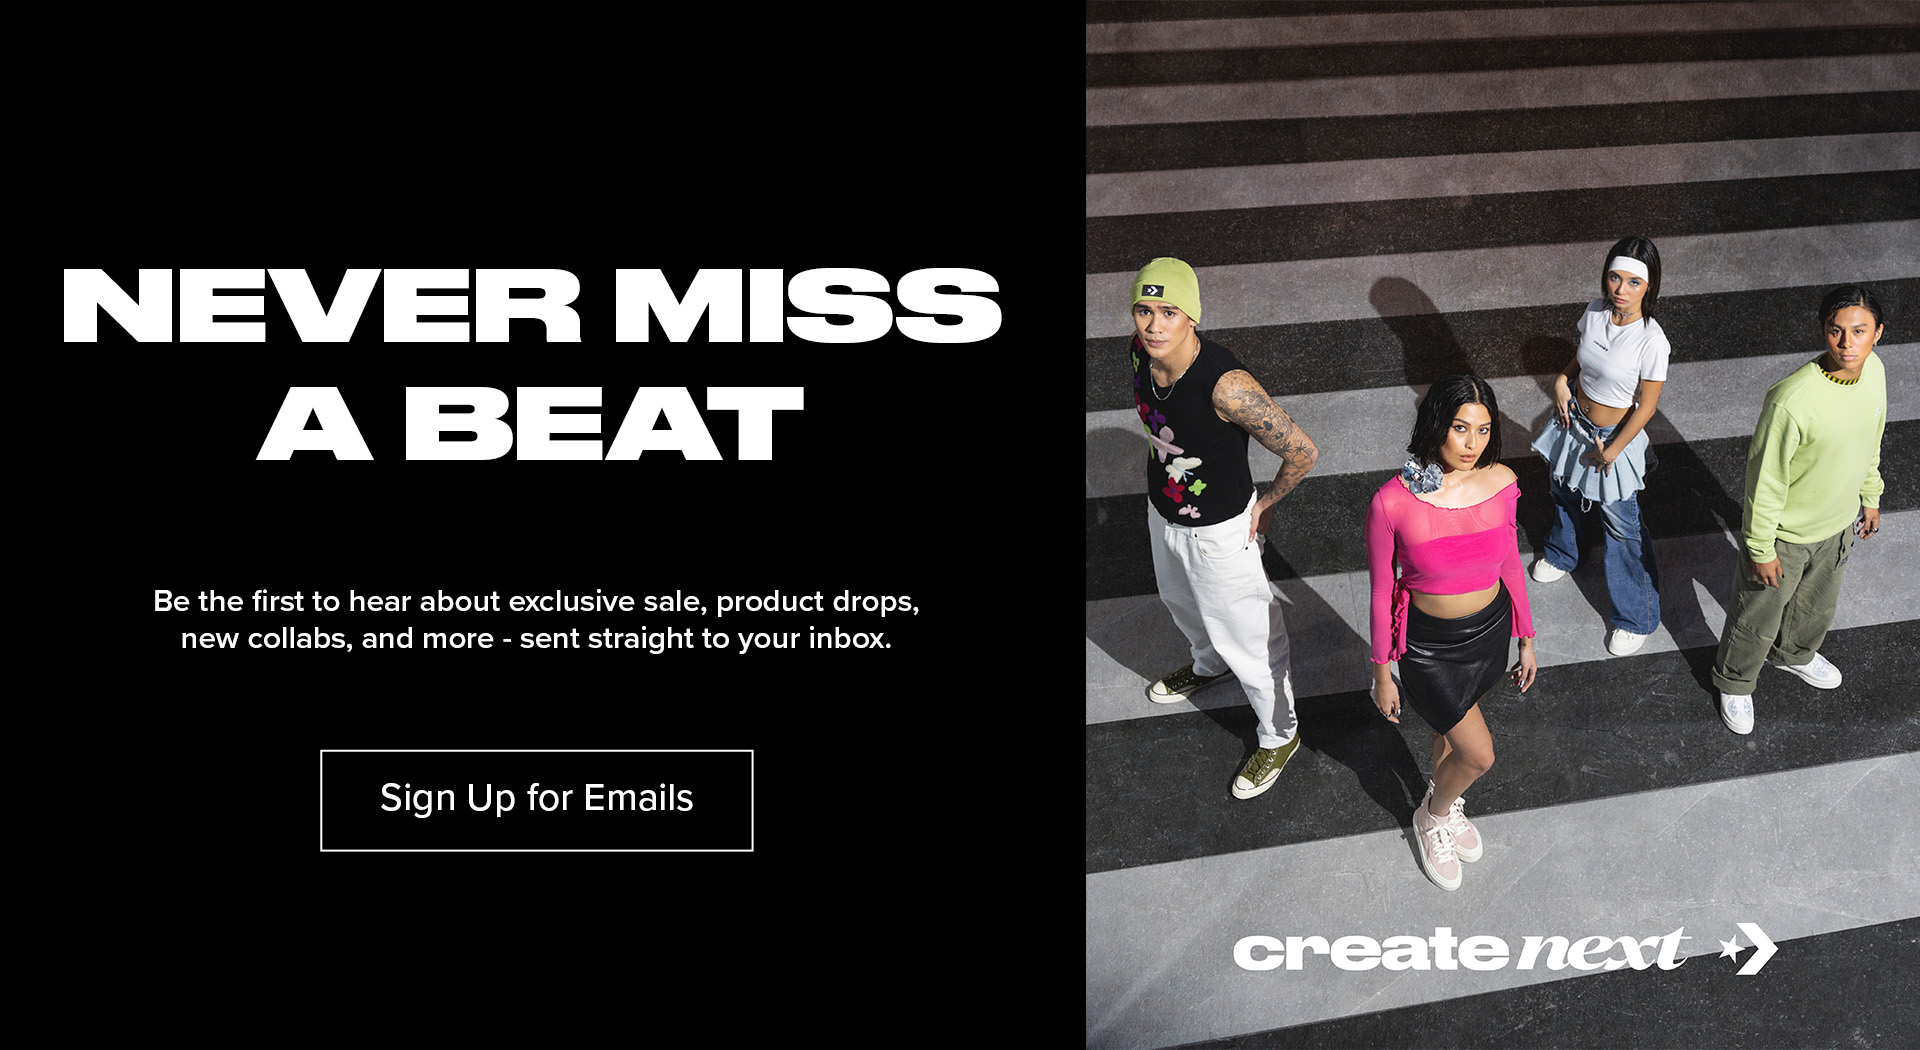 NEVER MISS
A BEAT
Be the first to hear about exclusive sale, product drops,
new collabs, and more - sent straight to your inbox.
Sign Up for Emails
create next